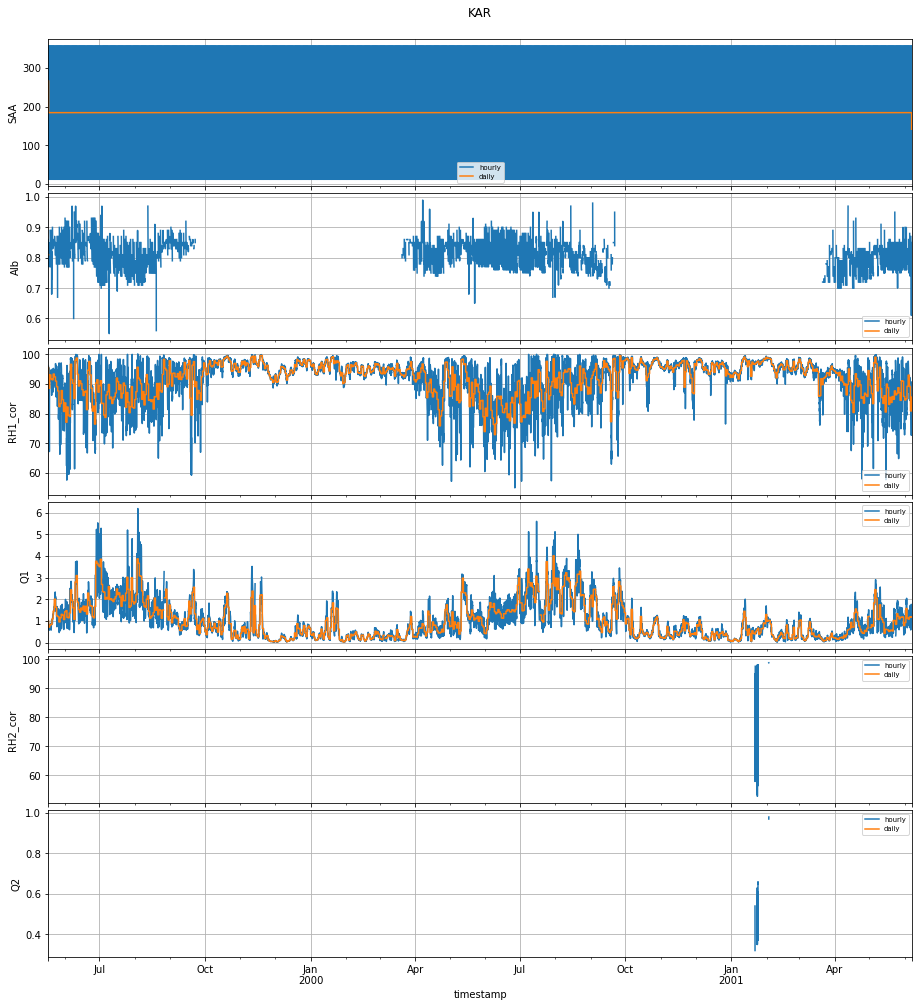 KAR
300
200
100
0
SAA
hourly
daily
1.0
0.9
0.8
0.7
0.6
Alb
hourly
daily
100
90
80
70
60
RH1_cor
hourly
daily
6
5
4
3
2
1
0
Q1
hourly
daily
100
90
80
70
60
RH2_cor
hourly
daily
1.0
0.8
0.6
0.4
Q2
hourly
daily
Jul Oct Jan Apr Jul Oct Jan Apr
2000 2001
timestamp